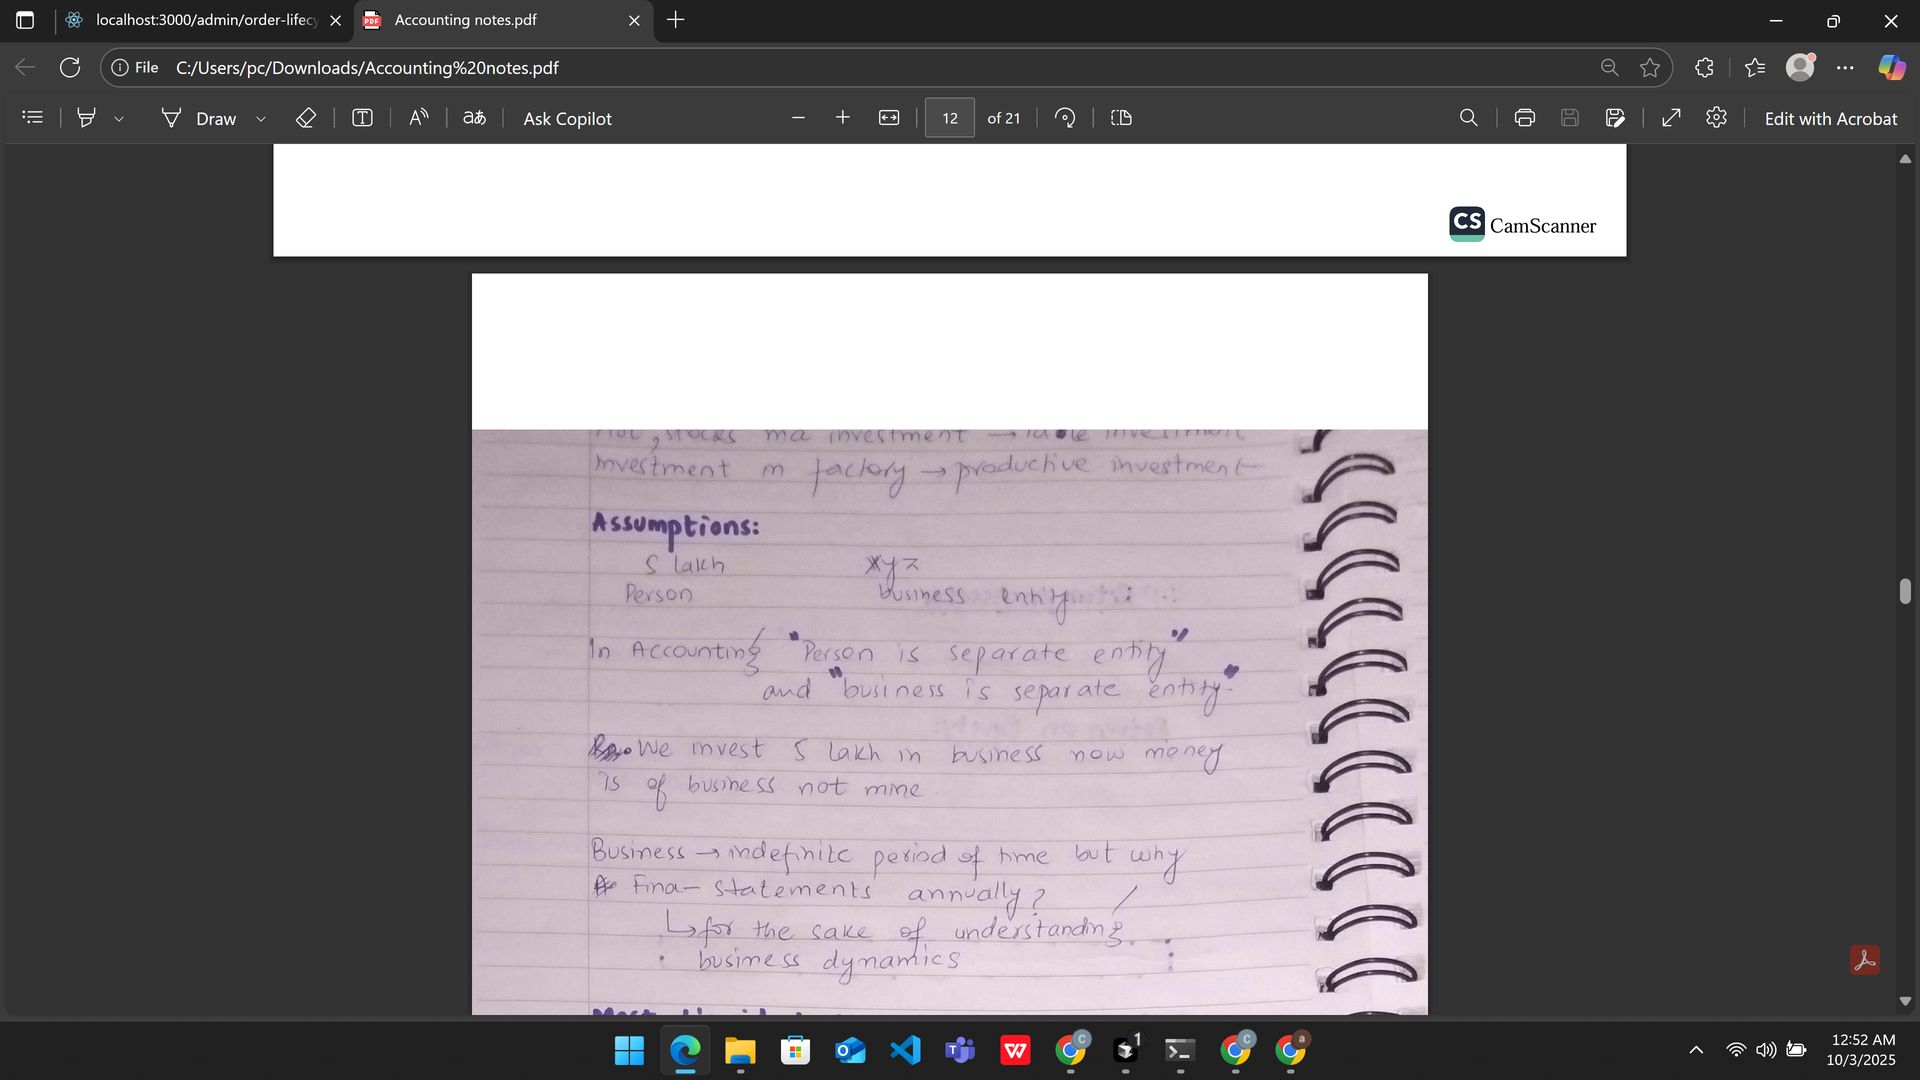 localhost:3000/admin/order-lifecy
Accounting notes.pdf
File C:/Users/pc/Downloads/Accounting%20notes.pdf
Draw
aあ
Ask Copilot
12 of 21
Edit with Acrobat
CS CamScanner
stocks ma investment →
Investment in factory → productive investment
Assumptions:
5 lakh xyz
Person business entity
In Accounting "Person is separate entity"
and "business is separate entity"
We invest 5 lakh in business now money
is of business not mine
Business → indefinite period of time but why
Fina- statements annually?
↳ for the sake of understanding
business dynamics
12:52 AM
10/3/2025